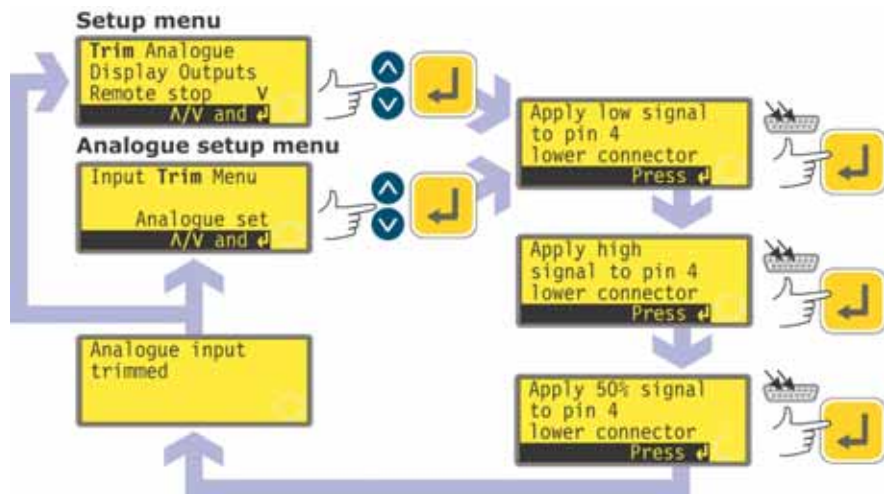 Setup menu
Trim Analogue
Display Outputs
Remote stop V
Λ/V and ↲
Analogue setup menu
Input Trim Menu
Analogue set
Λ/V and ↲
Apply low signal
to pin 4
lower connector
Press ↲
Apply high
signal to pin 4
lower connector
Press ↲
Apply 50% signal
to pin 4
lower connector
Press ↲
Analogue input
trimmed